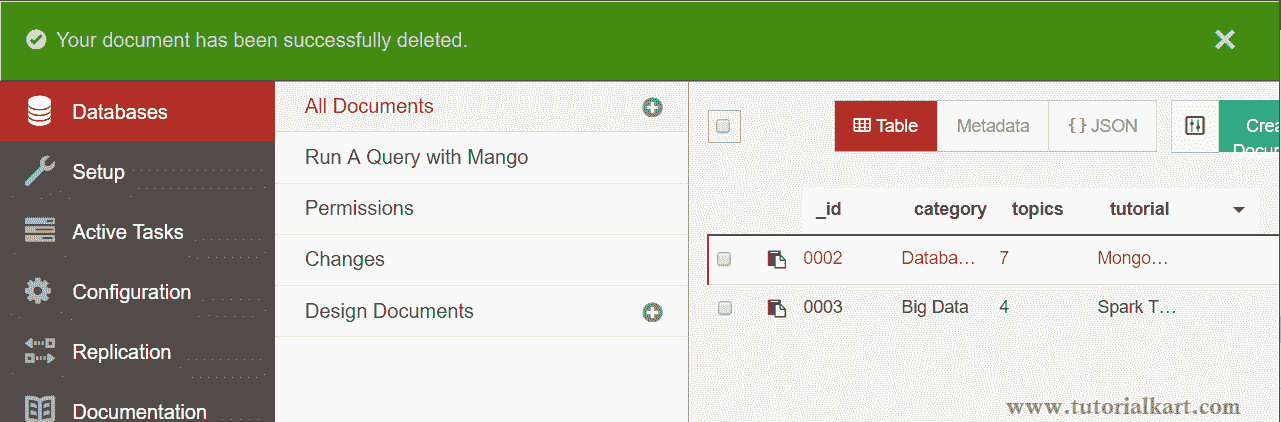 Your document has been successfully deleted.
Databases
Setup
Active Tasks
Configuration
Replication
Documentation
All Documents
Run A Query with Mango
Permissions
Changes
Design Documents
Table Metadata {} JSON
_id category topics tutorial
0002 Databa... 7 Mongo...
0003 Big Data 4 Spark T...
www.tutorialkart.com